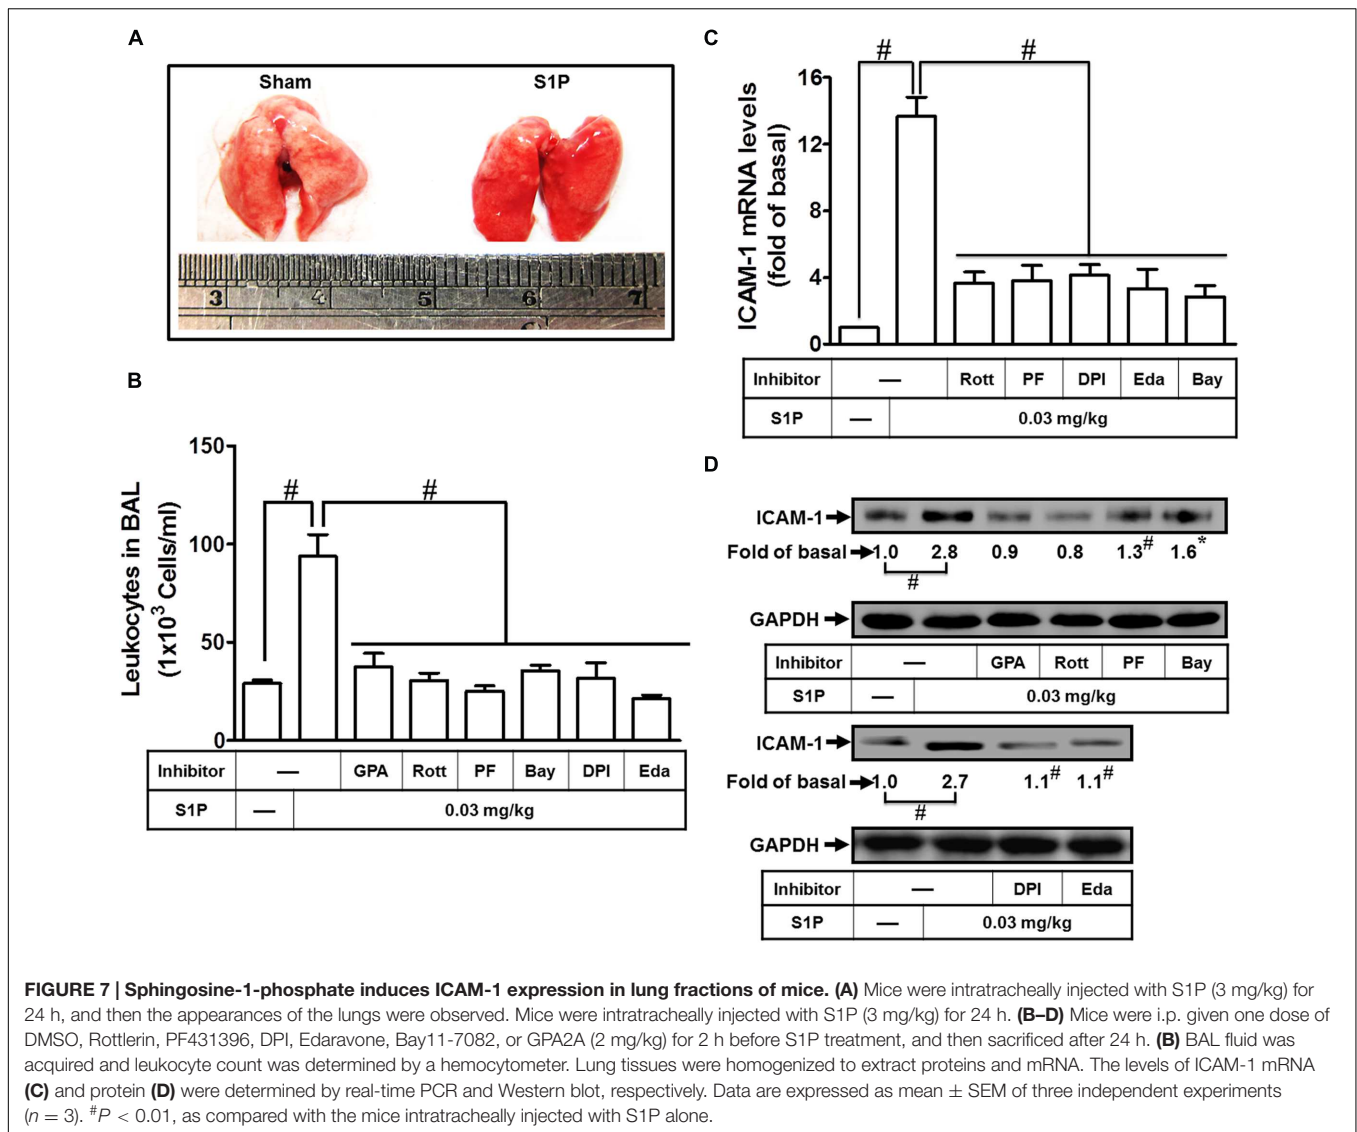 A
Sham S1P
3 4 5 6 7
B
150
100
50
0
Leukocytes in BAL
(1x10³ Cells/ml)
# #
Inhibitor — GPA Rott PF Bay DPI Eda
S1P — 0.03 mg/kg
C
# #
16
12
8
4
0
ICAM-1 mRNA levels
(fold of basal)
Inhibitor — Rott PF DPI Eda Bay
S1P — 0.03 mg/kg
D
ICAM-1
Fold of basal 1.0 2.8 0.9 0.8 1.3# 1.6*
#
GAPDH
Inhibitor — GPA Rott PF Bay
S1P — 0.03 mg/kg
ICAM-1
Fold of basal 1.0 2.7 1.1# 1.1#
#
GAPDH
Inhibitor — DPI Eda
S1P — 0.03 mg/kg
FIGURE 7 | Sphingosine-1-phosphate induces ICAM-1 expression in lung fractions of mice. (A) Mice were intratracheally injected with S1P (3 mg/kg) for
24 h, and then the appearances of the lungs were observed. Mice were intratracheally injected with S1P (3 mg/kg) for 24 h. (B–D) Mice were i.p. given one dose of
DMSO, Rottlerin, PF431396, DPI, Edaravone, Bay11-7082, or GPA2A (2 mg/kg) for 2 h before S1P treatment, and then sacrificed after 24 h. (B) BAL fluid was
acquired and leukocyte count was determined by a hemocytometer. Lung tissues were homogenized to extract proteins and mRNA. The levels of ICAM-1 mRNA
(C) and protein (D) were determined by real-time PCR and Western blot, respectively. Data are expressed as mean ± SEM of three independent experiments
(n = 3). #P < 0.01, as compared with the mice intratracheally injected with S1P alone.